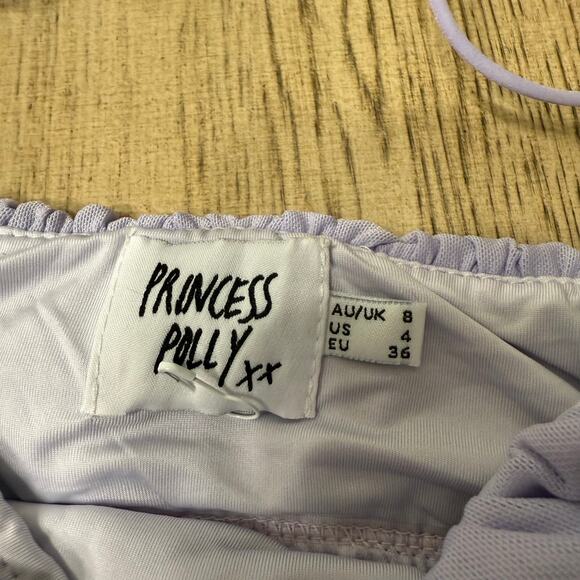 PRINCESS
POLLY xx
AU/UK 8
US 4
EU 36